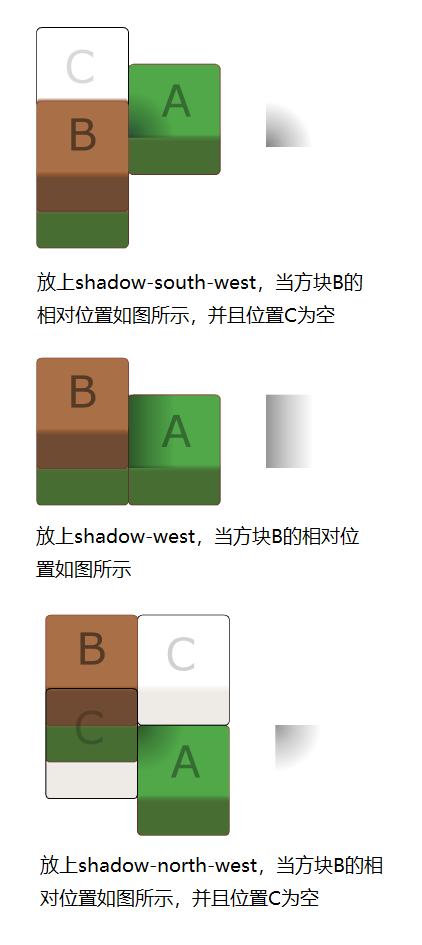 C
A
B
放上shadow-south-west，当方块B的
相对位置如图所示，并且位置C为空
B
A
放上shadow-west，当方块B的相对位
置如图所示
B
C
C
A
放上shadow-north-west，当方块B的相
对位置如图所示，并且位置C为空